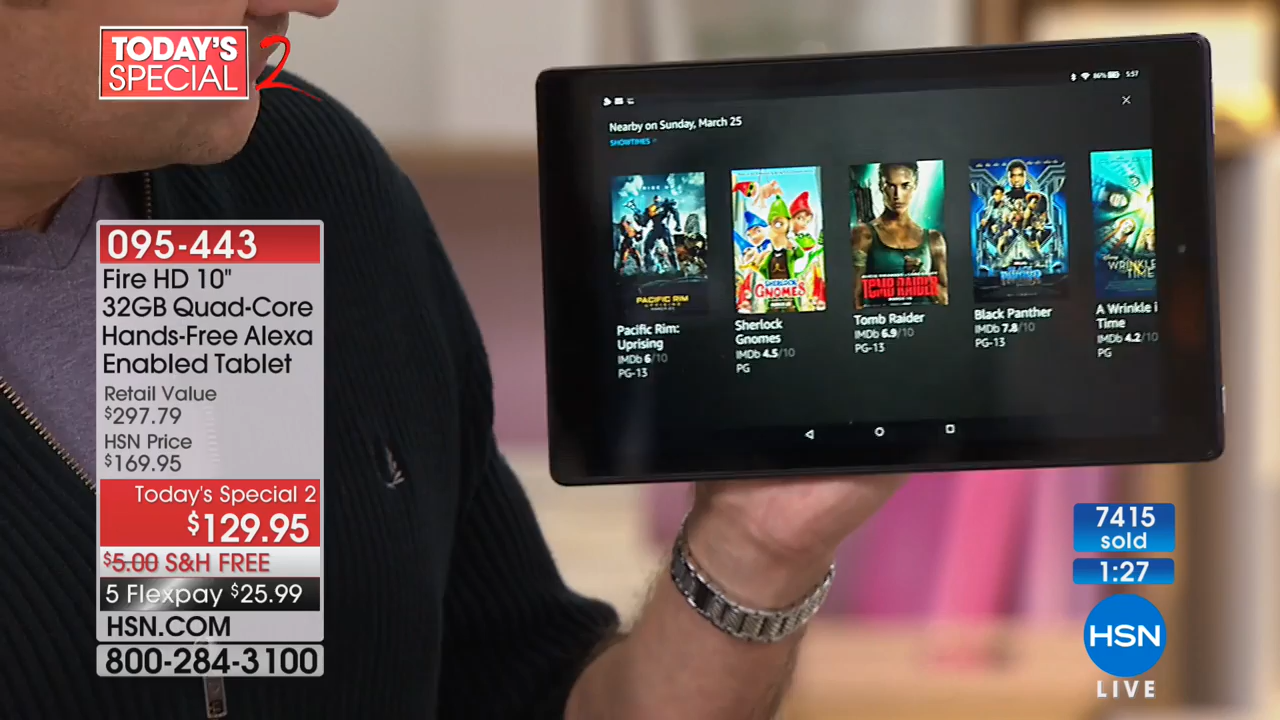 TODAY'S
SPECIAL 2
095-443
Fire HD 10"
32GB Quad-Core
Hands-Free Alexa
Enabled Tablet
Retail Value
$297.79
HSN Price
$169.95
Today's Special 2
$129.95
$5.00 S&H FREE
5 Flexpay $25.99
HSN.COM
800-284-3100
86% 5:57
Nearby on Sunday, March 25
SHOWTIMES
PACIFIC RIM
UPRISING
SHERLOCK
GNOMES
TOMB RAIDER
WRINKLE
TIME
Pacific Rim:
Uprising
IMDb 6/10
PG-13
Sherlock
Gnomes
IMDb 4.5/10
PG
Tomb Raider
IMDb 6.9/10
PG-13
Black Panther
IMDb 7.8/10
PG-13
A Wrinkle i
Time
IMDb 4.2/10
PG
7415
sold
1:27
HSN
LIVE